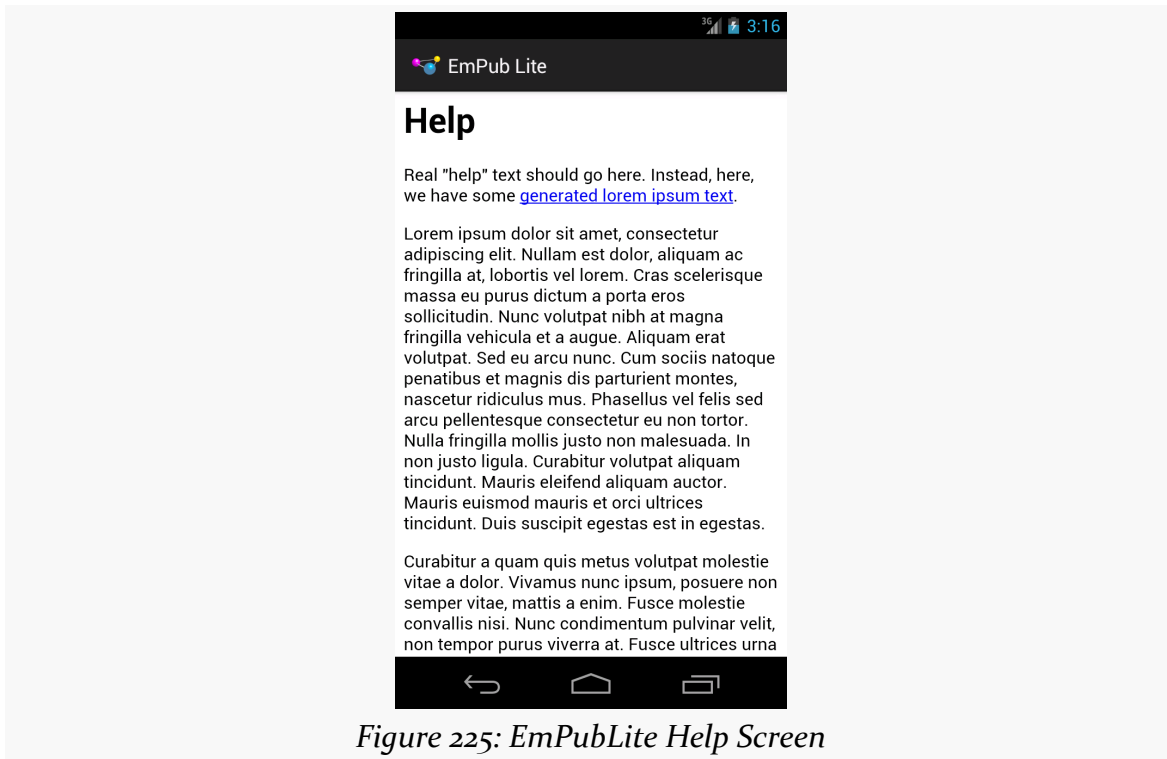 3G 3:16
EmPub Lite
Help
Real "help" text should go here. Instead, here,
we have some generated lorem ipsum text.
Lorem ipsum dolor sit amet, consectetur
adipiscing elit. Nullam est dolor, aliquam ac
fringilla at, lobortis vel lorem. Cras scelerisque
massa eu purus dictum a porta eros
sollicitudin. Nunc volutpat nibh at magna
fringilla vehicula et a augue. Aliquam erat
volutpat. Sed eu arcu nunc. Cum sociis natoque
penatibus et magnis dis parturient montes,
nascetur ridiculus mus. Phasellus vel felis sed
arcu pellentesque consectetur eu non tortor.
Nulla fringilla mollis justo non malesuada. In
non justo ligula. Curabitur volutpat aliquam
tincidunt. Mauris eleifend aliquam auctor.
Mauris euismod mauris et orci ultrices
tincidunt. Duis suscipit egestas est in egestas.
Curabitur a quam quis metus volutpat molestie
vitae a dolor. Vivamus nunc ipsum, posuere non
semper vitae, mattis a enim. Fusce molestie
convallis nisi. Nunc condimentum pulvinar velit,
non tempor purus viverra at. Fusce ultrices urna
Figure 225: EmPubLite Help Screen